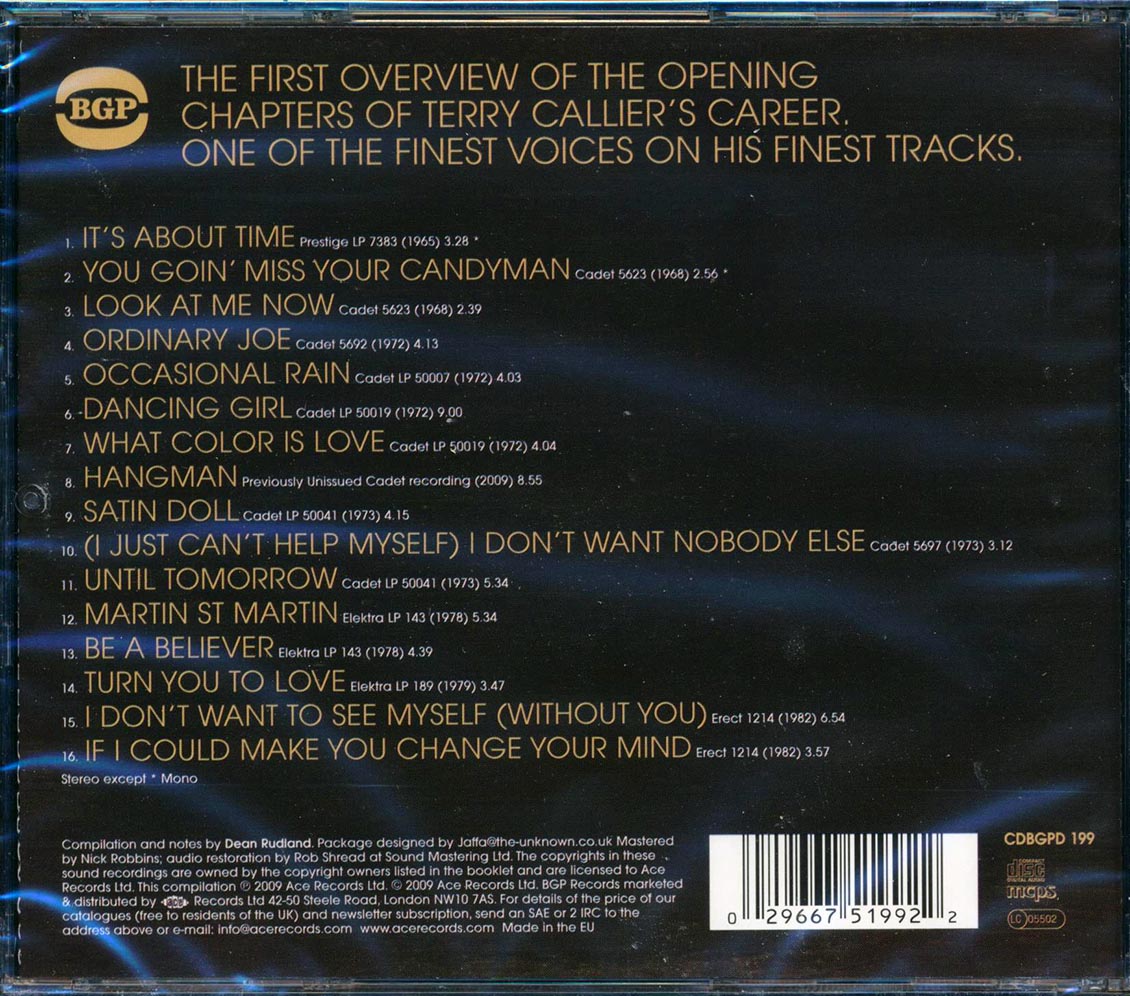 BGP
THE FIRST OVERVIEW OF THE OPENING
CHAPTERS OF TERRY CALLIER'S CAREER.
ONE OF THE FINEST VOICES ON HIS FINEST TRACKS.
1. IT'S ABOUT TIME Prestige LP 7383 (1965) 3.28 *
2. YOU GOIN' MISS YOUR CANDYMAN Cadet 5623 (1968) 2.56 *
3. LOOK AT ME NOW Cadet 5623 (1968) 2.39
4. ORDINARY JOE Cadet 5692 (1972) 4.13
5. OCCASIONAL RAIN Cadet LP 50007 (1972) 4.03
6. DANCING GIRL Cadet LP 50019 (1972) 9.00
7. WHAT COLOR IS LOVE Cadet LP 50019 (1972) 4.04
8. HANGMAN Previously Unissued Cadet recording (2009) 8.55
9. SATIN DOLL Cadet LP 50041 (1973) 4.15
10. (I JUST CAN'T HELP MYSELF) I DON'T WANT NOBODY ELSE Cadet 5697 (1973) 3.12
11. UNTIL TOMORROW Cadet LP 50041 (1973) 5.34
12. MARTIN ST MARTIN Elektra LP 143 (1978) 5.34
13. BE A BELIEVER Elektra LP 143 (1978) 4.39
14. TURN YOU TO LOVE Elektra LP 189 (1979) 3.47
15. I DON'T WANT TO SEE MYSELF (WITHOUT YOU) Erect 1214 (1982) 6.54
16. IF I COULD MAKE YOU CHANGE YOUR MIND Erect 1214 (1982) 3.57
Stereo except * Mono
Compilation and notes by Dean Rudland. Package designed by Jaffa@the-unknown.co.uk Mastered
by Nick Robbins; audio restoration by Rob Shread at Sound Mastering Ltd. The copyrights in these
sound recordings are owned by the copyright owners listed in the booklet and are licensed to Ace
Records Ltd. This compilation ℗ 2009 Ace Records Ltd. © 2009 Ace Records Ltd. BGP Records marketed
& distributed by ace Records Ltd 42-50 Steele Road, London NW10 7AS. For details of the price of our
catalogues (free to residents of the UK) and newsletter subscription, send an SAE or 2 IRC to the
address above or e-mail: info@acerecords.com www.acerecords.com Made in the EU
0 29667 51992 2
CDBGPD 199
COMPACT
disc
DIGITAL AUDIO
mcps
LC 05502